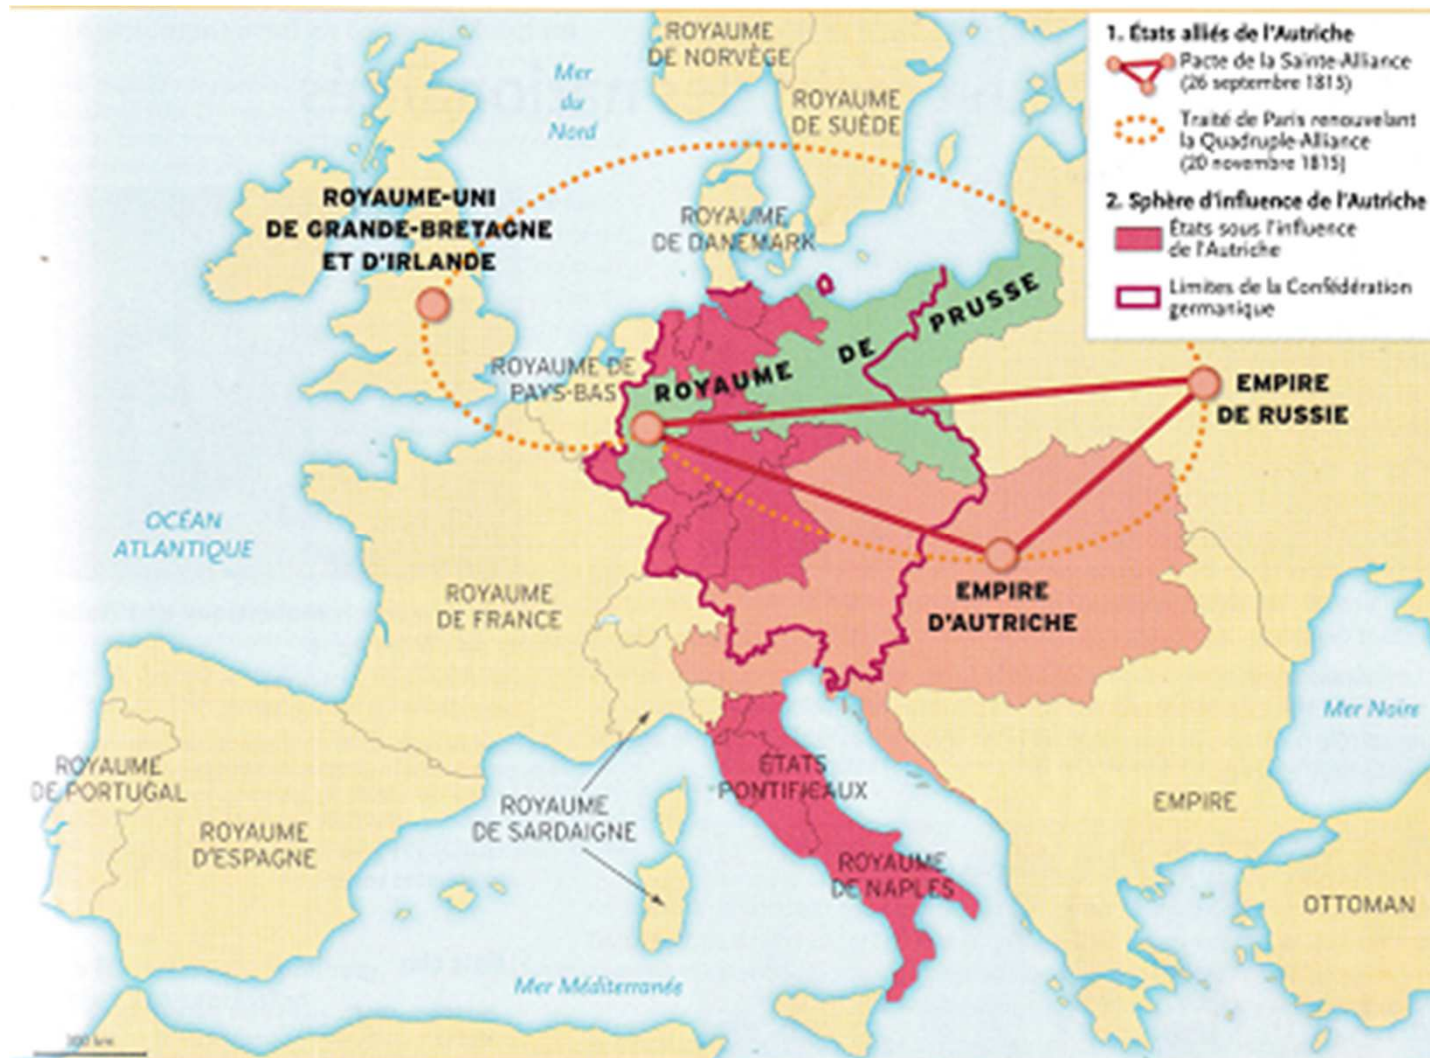 1. États alliés de l'Autriche
Pacte de la Sainte-Alliance
(26 septembre 1815)
Traité de Paris renouvelant
la Quadruple-Alliance
(20 novembre 1815)
2. Sphère d'influence de l'Autriche
États sous l'influence
de l'Autriche
Limites de la Confédération
germanique
ROYAUME
DE NORVÈGE
Mer
du
Nord
ROYAUME
DE SUÈDE
ROYAUME-UNI
DE GRANDE-BRETAGNE
ET D'IRLANDE
ROYAUME
DE DANEMARK
ROYAUME DE
PAYS-BAS
ROYAUME DE PRUSSE
EMPIRE
DE RUSSIE
OCÉAN
ATLANTIQUE
ROYAUME
DE FRANCE
EMPIRE
D'AUTRICHE
Mer Noire
ROYAUME
DE PORTUGAL
ROYAUME
D'ESPAGNE
ROYAUME
DE SARDAIGNE
ÉTATS
PONTIFICAUX
ROYAUME
DE NAPLES
EMPIRE
OTTOMAN
Mer Méditerranée